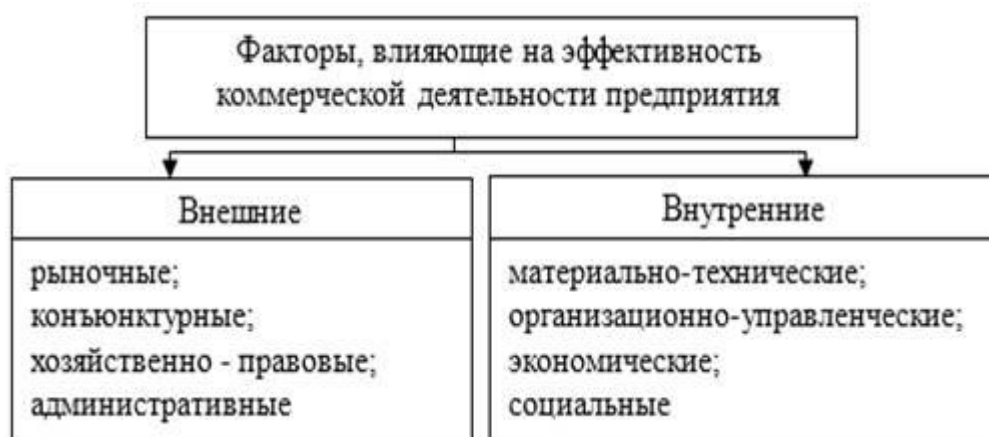 Факторы, влияющие на эффективность
коммерческой деятельности предприятия
Внешние
рыночные;
конъюнктурные;
хозяйственно - правовые;
административные
Внутренние
материально-технические;
организационно-управленческие;
экономические;
социальные